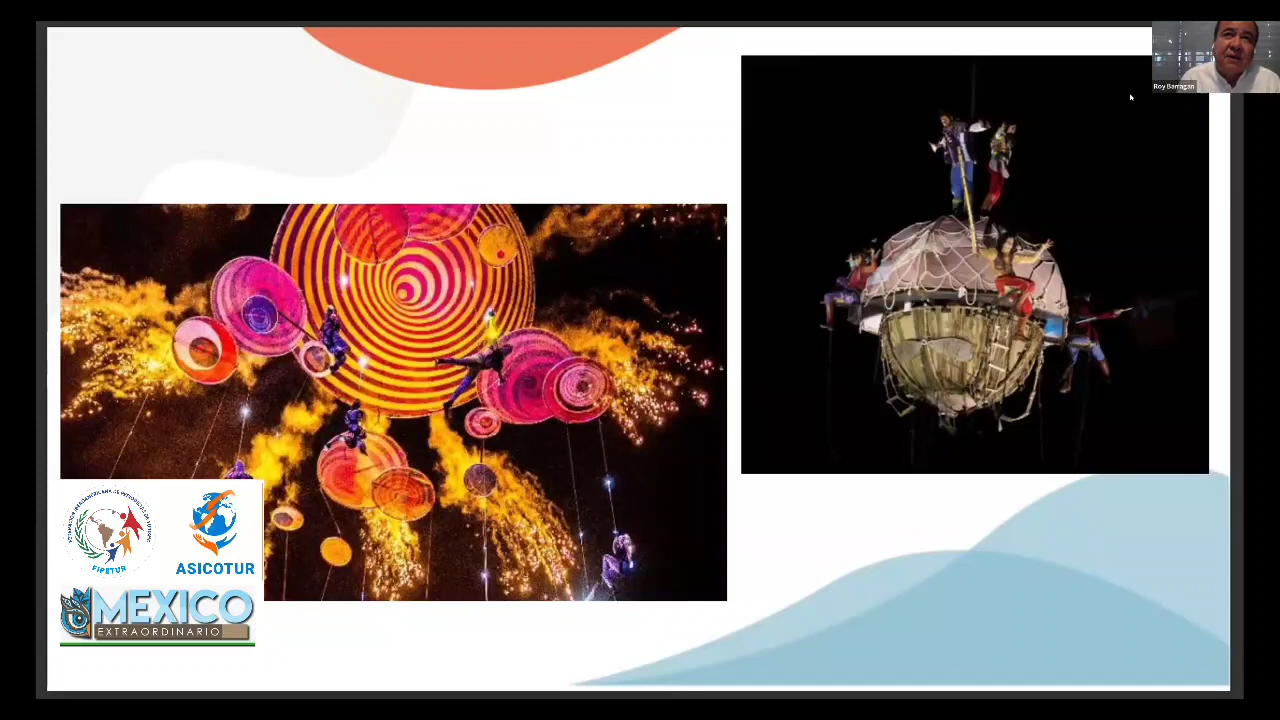 Roy Barragan
FIPETUR
ASICOTUR
MEXICO
EXTRAORDINARIO